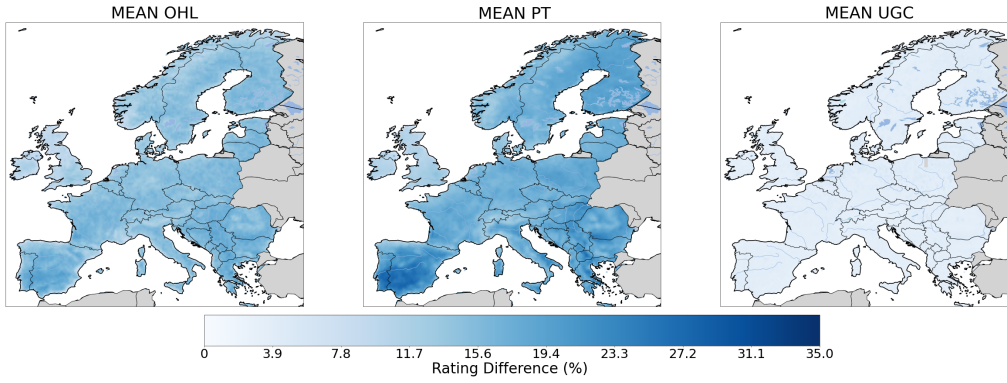 MEAN OHL MEAN PT MEAN UGC
0 3.9 7.8 11.7 15.6 19.4 23.3 27.2 31.1 35.0
Rating Difference (%)